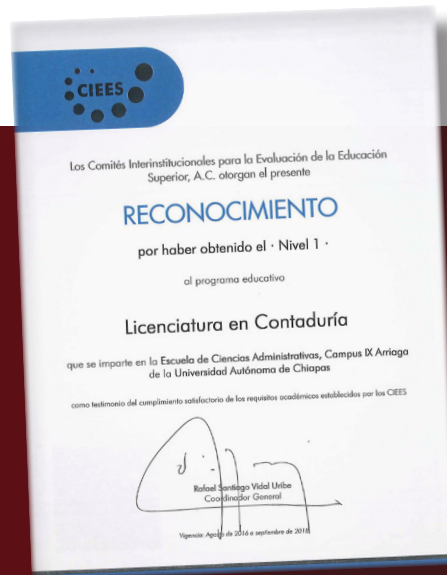 CIEES
Los Comités Interinstitucionales para la Evaluación de la Educación
Superior, A.C. otorgan el presente
RECONOCIMIENTO
por haber obtenido el · Nivel 1 ·
al programa educativo
Licenciatura en Contaduría
que se imparte en la Escuela de Ciencias Administrativas, Campus IX Arriaga
de la Universidad Autónoma de Chiapas
como testimonio del cumplimiento satisfactorio de los requisitos académicos establecidos por los CIEES
Rafael Santiago Vidal Uribe
Coordinador General
Vigencia: Agosto de 2016 a septiembre de 2018